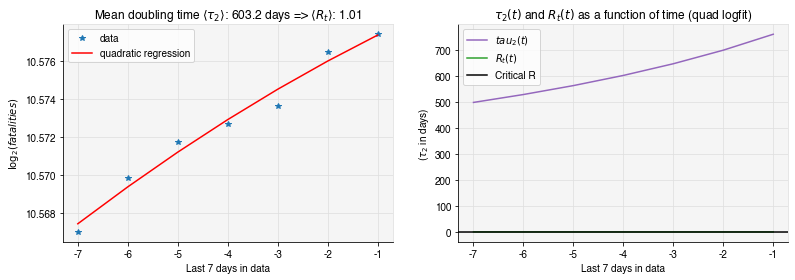 Mean doubling time ⟨τ₂⟩: 603.2 days => ⟨Rₜ⟩: 1.01
data
quadratic regression
10.576
10.574
10.572
10.570
10.568
log₂(fatalities)
-7 -6 -5 -4 -3 -2 -1
Last 7 days in data
τ₂(t) and Rₜ(t) as a function of time (quad logfit)
tau₂(t)
Rₜ(t)
Critical R
700
600
500
400
300
200
100
0
(τ₂ in days)
-7 -6 -5 -4 -3 -2 -1
Last 7 days in data